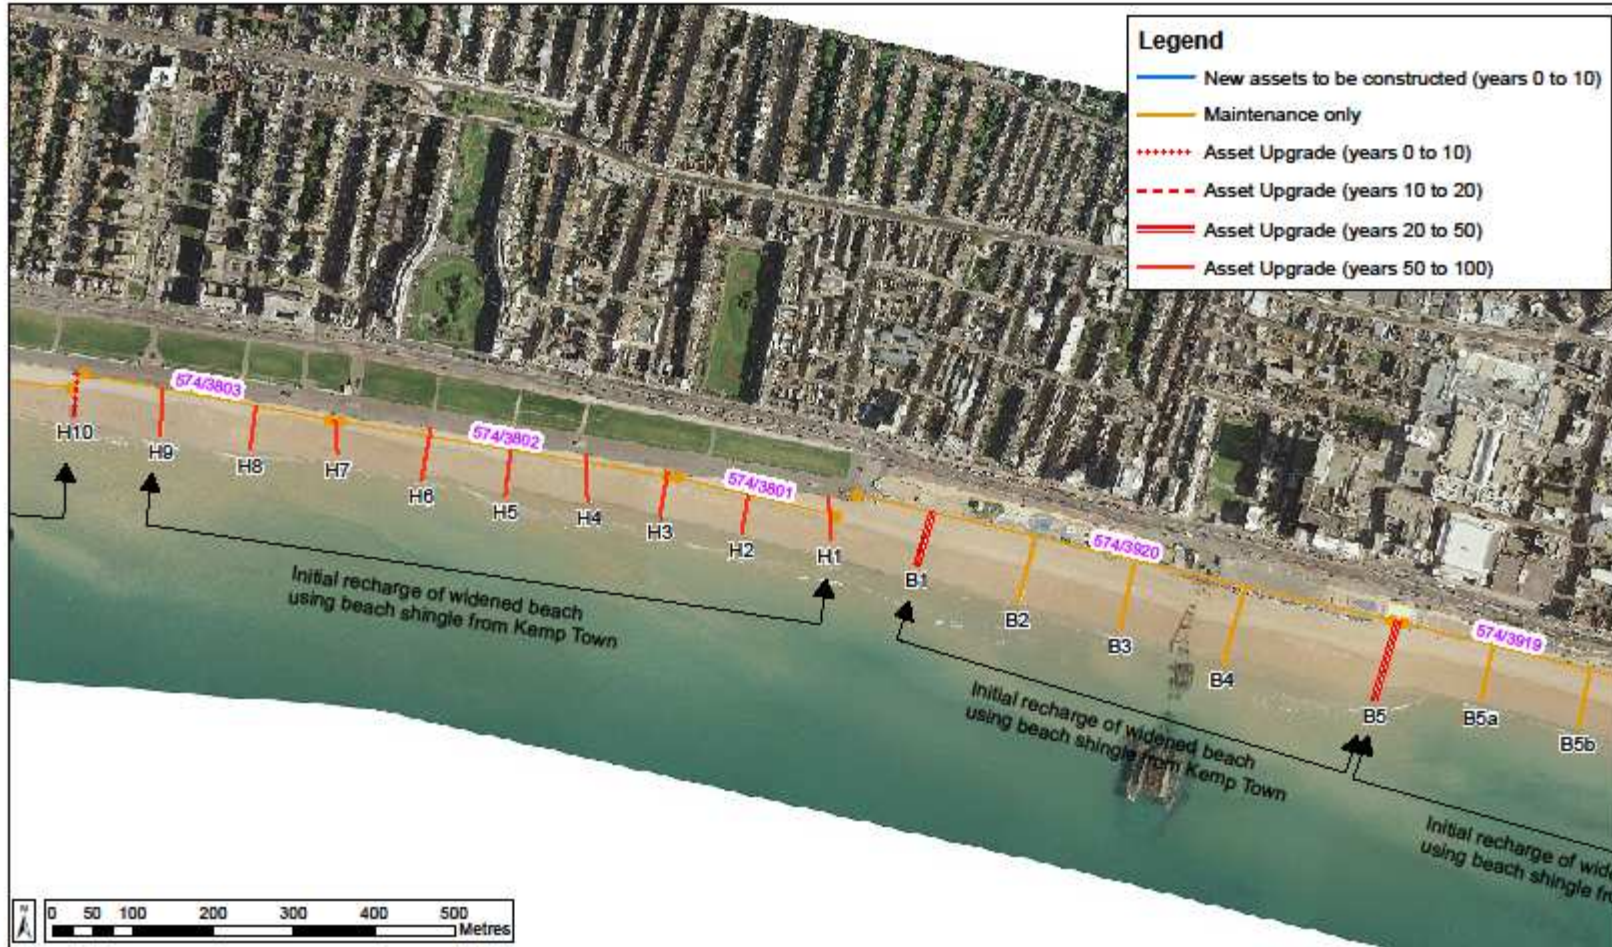 Legend
New assets to be constructed (years 0 to 10)
Maintenance only
Asset Upgrade (years 0 to 10)
Asset Upgrade (years 10 to 20)
Asset Upgrade (years 20 to 50)
Asset Upgrade (years 50 to 100)
574/3803
H10
H9
H8
H7
574/3802
H6
H5
H4
H3
574/3801
H2
H1
574/3920
B1
B2
B3
B4
B5
574/3919
B5a
B5b
Initial recharge of widened beach
using beach shingle from Kemp Town
Initial recharge of widened beach
using beach shingle from Kemp Town
Initial recharge of wide
using beach shingle fr
N
0 50 100 200 300 400 500
Metres